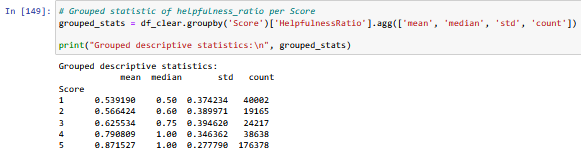 In [149]: # Grouped statistic of helpfulness_ratio per Score
grouped_stats = df_clear.groupby('Score')['HelpfulnessRatio'].agg(['mean', 'median', 'std', 'count'])
print("Grouped descriptive statistics:\n", grouped_stats)
Grouped descriptive statistics:
mean median std count
Score
1 0.539190 0.50 0.374234 40002
2 0.566424 0.60 0.389971 19165
3 0.625534 0.75 0.394620 24217
4 0.790809 1.00 0.346362 38638
5 0.871527 1.00 0.277790 176378